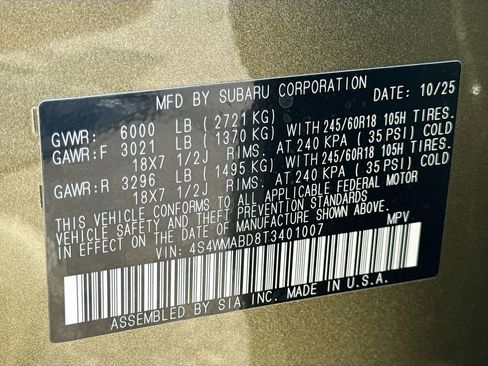 MFD BY SUBARU CORPORATION DATE: 10/25
GVWR: 6000 LB (2721 KG)
GAWR:F 3021 LB (1370 KG) WITH 245/60R18 105H TIRES.
18X7 1/2J RIMS. AT 240 KPA (35 PSI) COLD
GAWR:R 3296 LB (1495 KG) WITH 245/60R18 105H TIRES.
18X7 1/2J RIMS. AT 240 KPA (35 PSI) COLD
THIS VEHICLE CONFORMS TO ALL APPLICABLE FEDERAL MOTOR
VEHICLE SAFETY STANDARDS IN EFFECT ON THE
DATE OF MANUFACTURE SHOWN ABOVE.
VIN: 4S4WMABD8T3401007 MPV
ASSEMBLED BY SIA INC. MADE IN U.S.A.